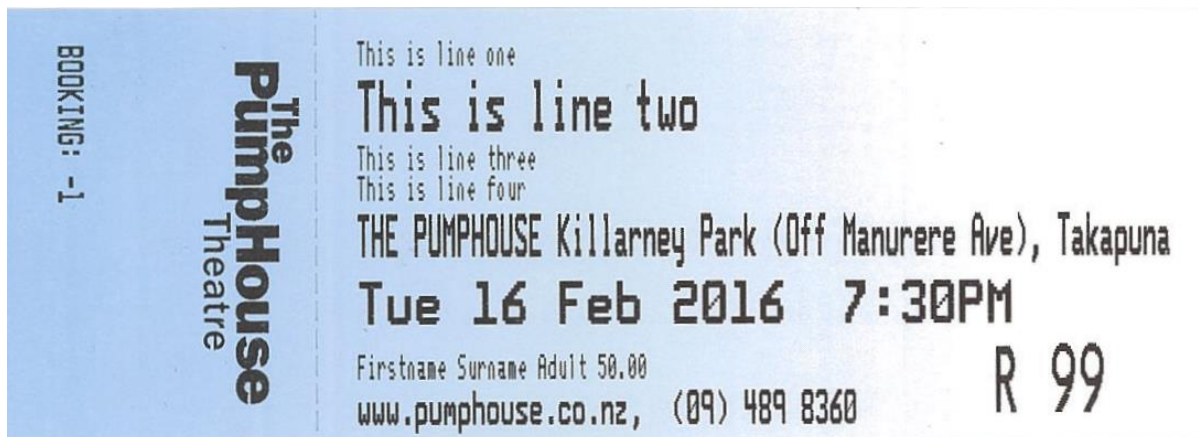 BOOKING: -1
The
PumpHouse
Theatre
This is line one
This is line two
This is line three
This is line four
THE PUMPHOUSE Killarney Park (Off Manurere Ave), Takapuna
Tue 16 Feb 2016 7:30PM
Firstname Surname Adult 50.00
R 99
www.pumphouse.co.nz, (09) 489 8360